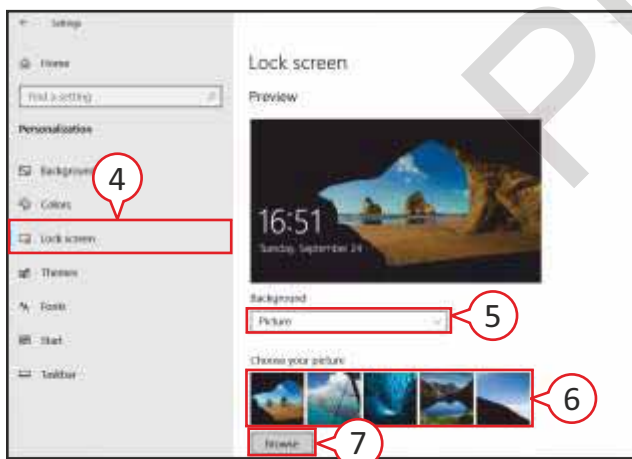 Settings
Home
Find a setting
Personalization
Background
4
Colors
Lock screen
Themes
Fonts
Start
Taskbar
Lock screen
Preview
16:51
Sunday, September 24
Background
Picture
5
Choose your picture
6
Browse
7